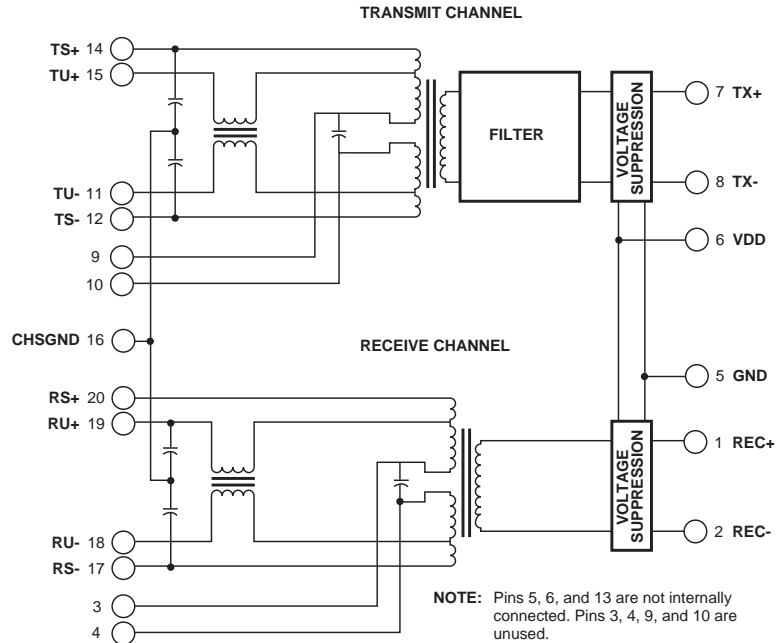 TRANSMIT CHANNEL
TS+ 14
TU+ 15
TU- 11
TS- 12
9
10
FILTER
VOLTAGE
SUPPRESSION
7 TX+
8 TX-
6 VDD
CHSGND 16
RECEIVE CHANNEL
5 GND
RS+ 20
RU+ 19
RU- 18
RS- 17
3
4
VOLTAGE
SUPPRESSION
1 REC+
2 REC-
NOTE: Pins 5, 6, and 13 are not internally
connected. Pins 3, 4, 9, and 10 are
unused.